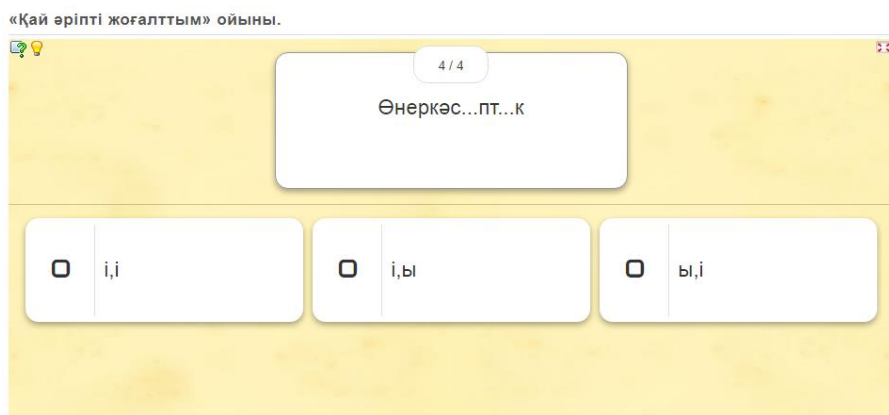 «Қай әріпті жоғалттым» ойыны.
4 / 4
Өнеркәс...пт...к
і,і
і,ы
ы,і